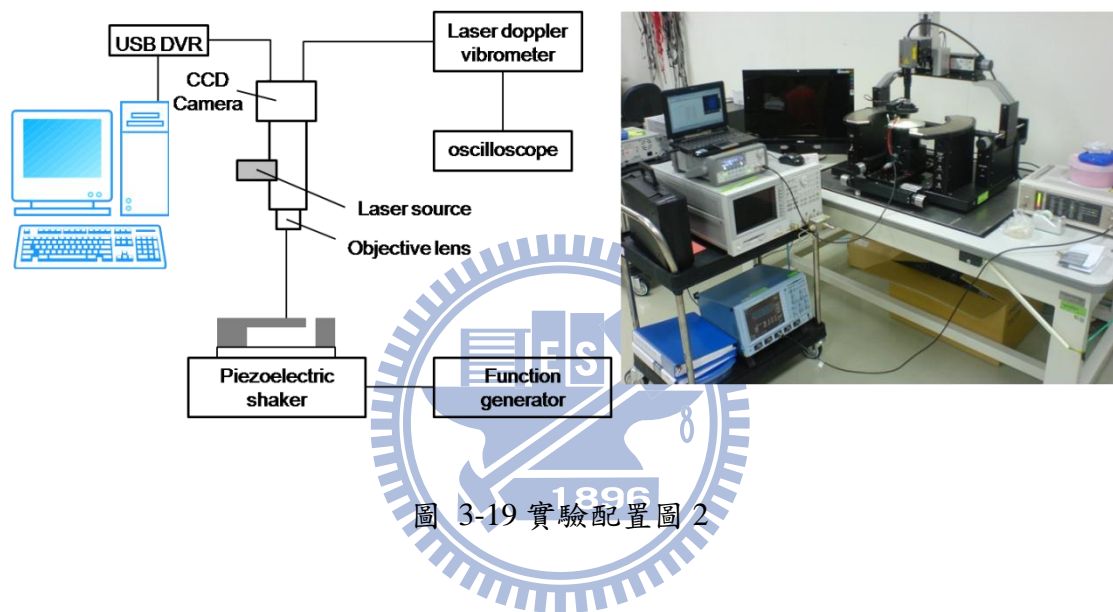 USB DVR
Laser doppler
vibrometer
CCD
Camera
oscilloscope
Laser source
Objective lens
Piezoelectric
shaker
Function
generator
ES
1896
圖 3-19 實驗配置圖 2